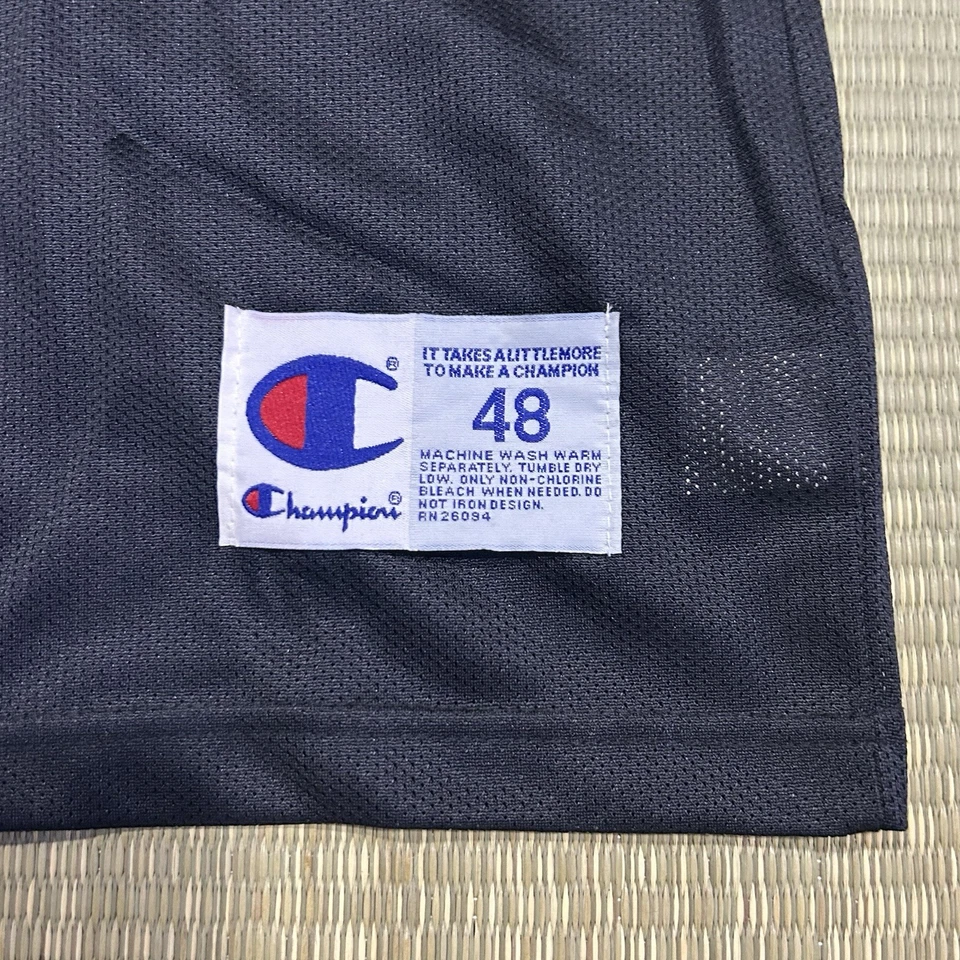 ®
Champion®
IT TAKES A LITTLE MORE
TO MAKE A CHAMPION
48
MACHINE WASH WARM
SEPARATELY. TUMBLE DRY
LOW. ONLY NON-CHLORINE
BLEACH WHEN NEEDED. DO
NOT IRON DESIGN.
RN26094